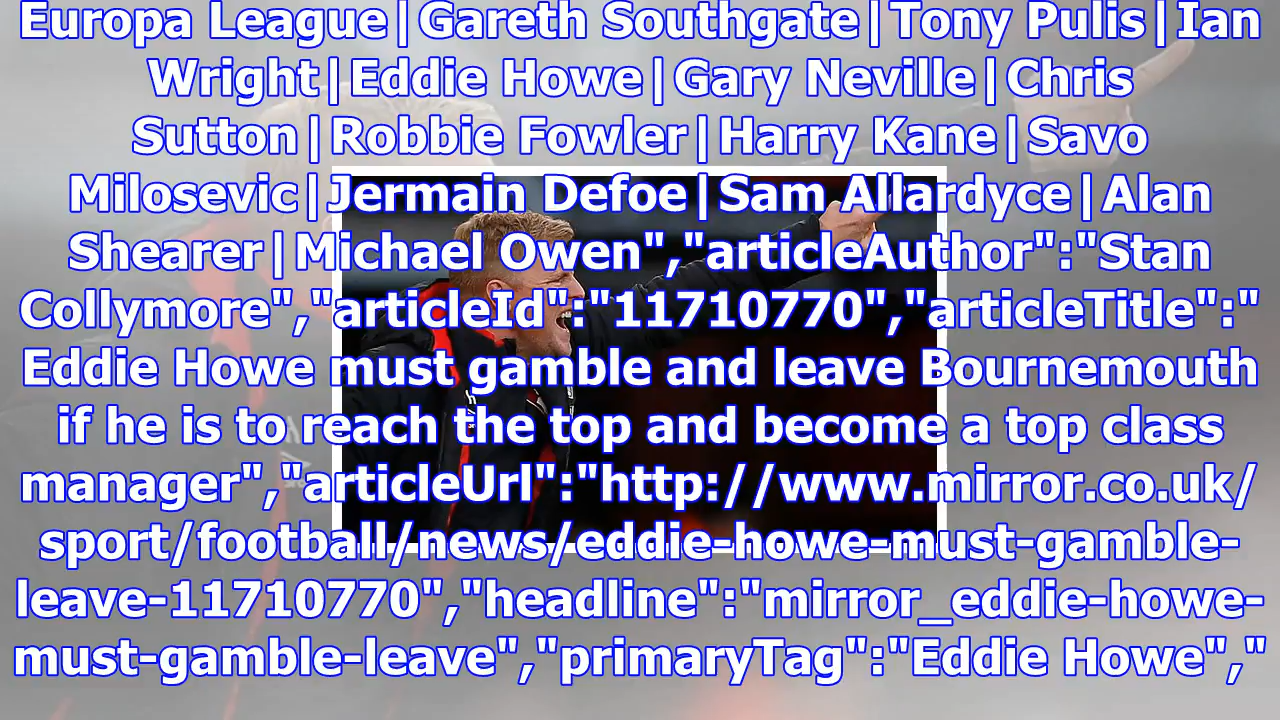 Europa League|Gareth Southgate|Tony Pulis|Ian
Wright|Eddie Howe|Gary Neville|Chris
Sutton|Robbie Fowler|Harry Kane|Savo
Milosevic|Jermain Defoe|Sam Allardyce|Alan
Shearer|Michael Owen","articleAuthor":"Stan
Collymore","articleId":"11710770","articleTitle":"
Eddie Howe must gamble and leave Bournemouth
if he is to reach the top and become a top class
manager","articleUrl":"http://www.mirror.co.uk/
sport/football/news/eddie-howe-must-gamble-
leave-11710770","headline":"mirror_eddie-howe-
must-gamble-leave","primaryTag":"Eddie Howe","